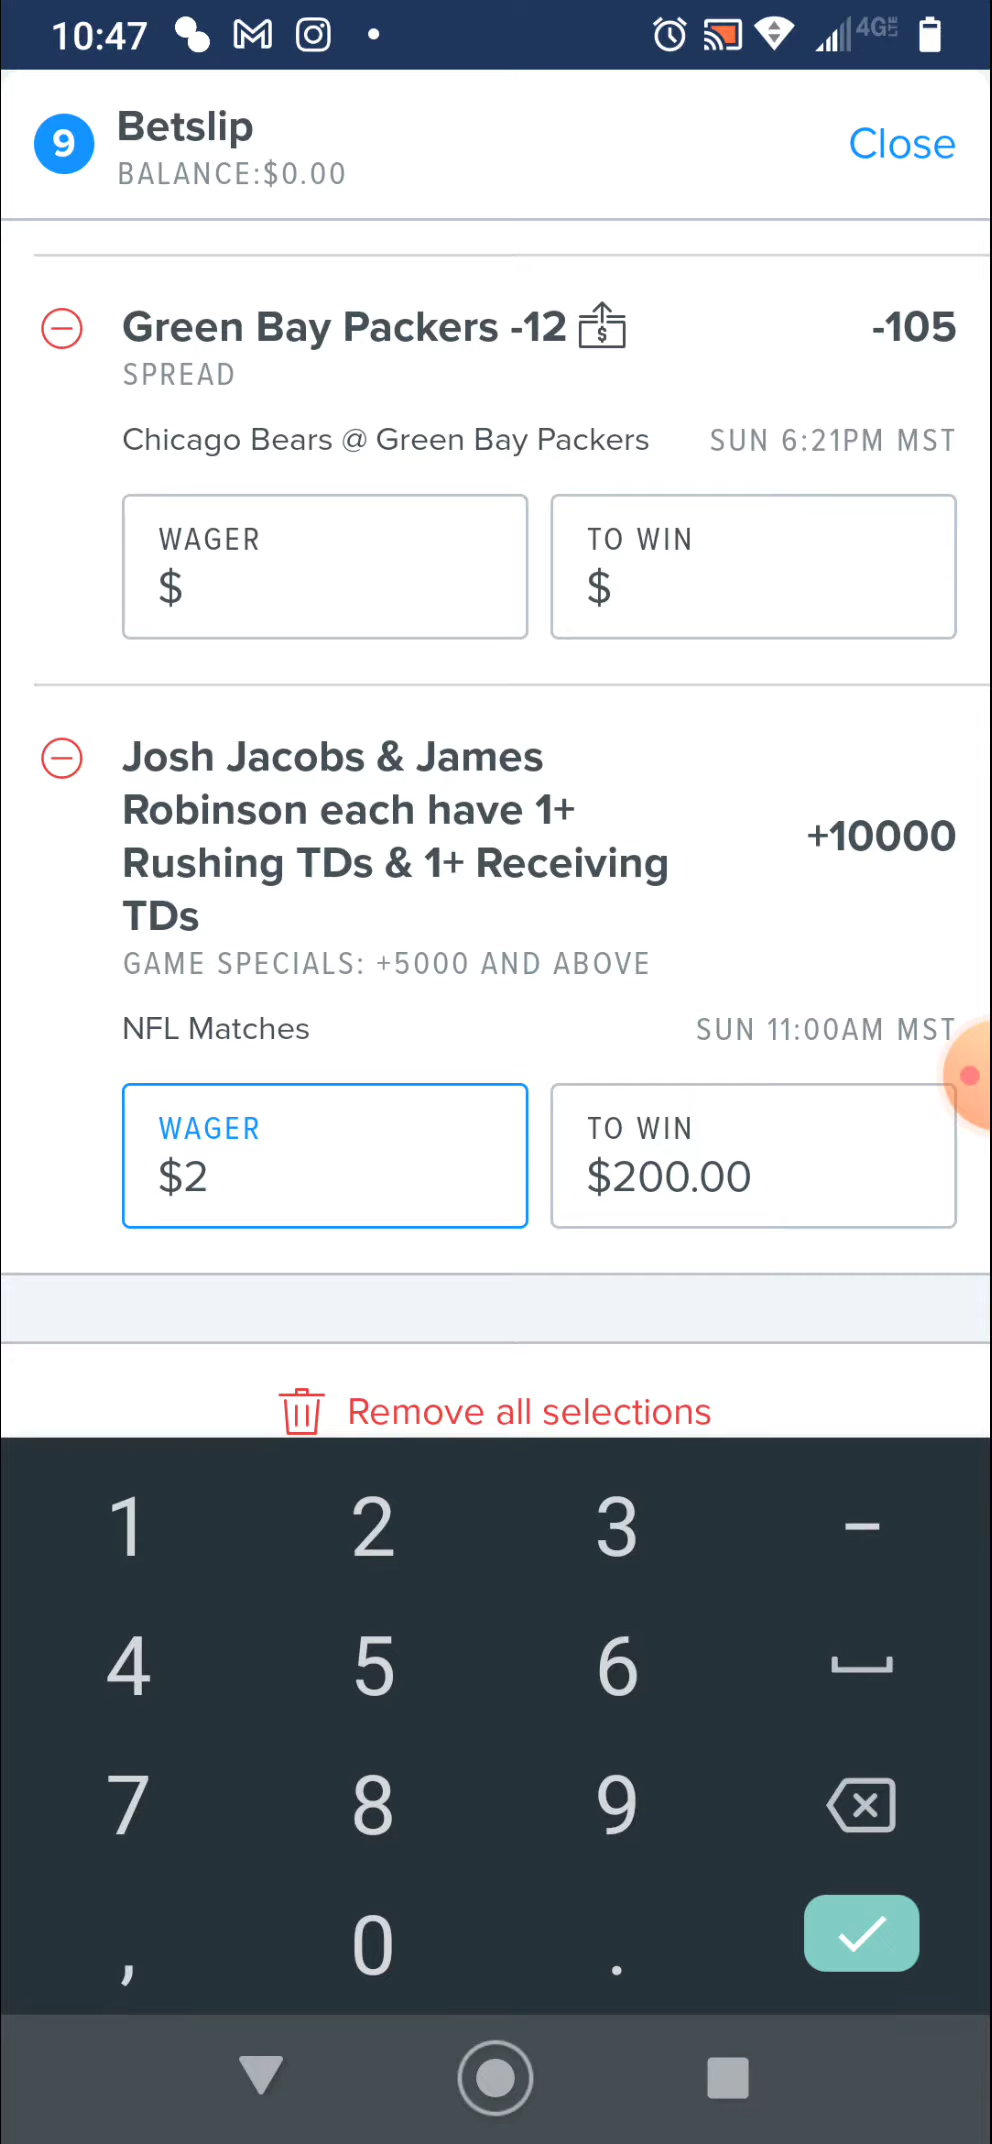 10:47
4G LTE
9
Betslip
Close
BALANCE:$0.00
Green Bay Packers -12 $
-105
SPREAD
Chicago Bears @ Green Bay Packers
SUN 6:21PM MST
WAGER
$
TO WIN
$
Josh Jacobs & James
Robinson each have 1+
Rushing TDs & 1+ Receiving
TDs
+10000
GAME SPECIALS: +5000 AND ABOVE
NFL Matches
SUN 11:00AM MST
WAGER
$2
TO WIN
$200.00
Remove all selections
1 2 3 -
4 5 6
7 8 9
, 0 .